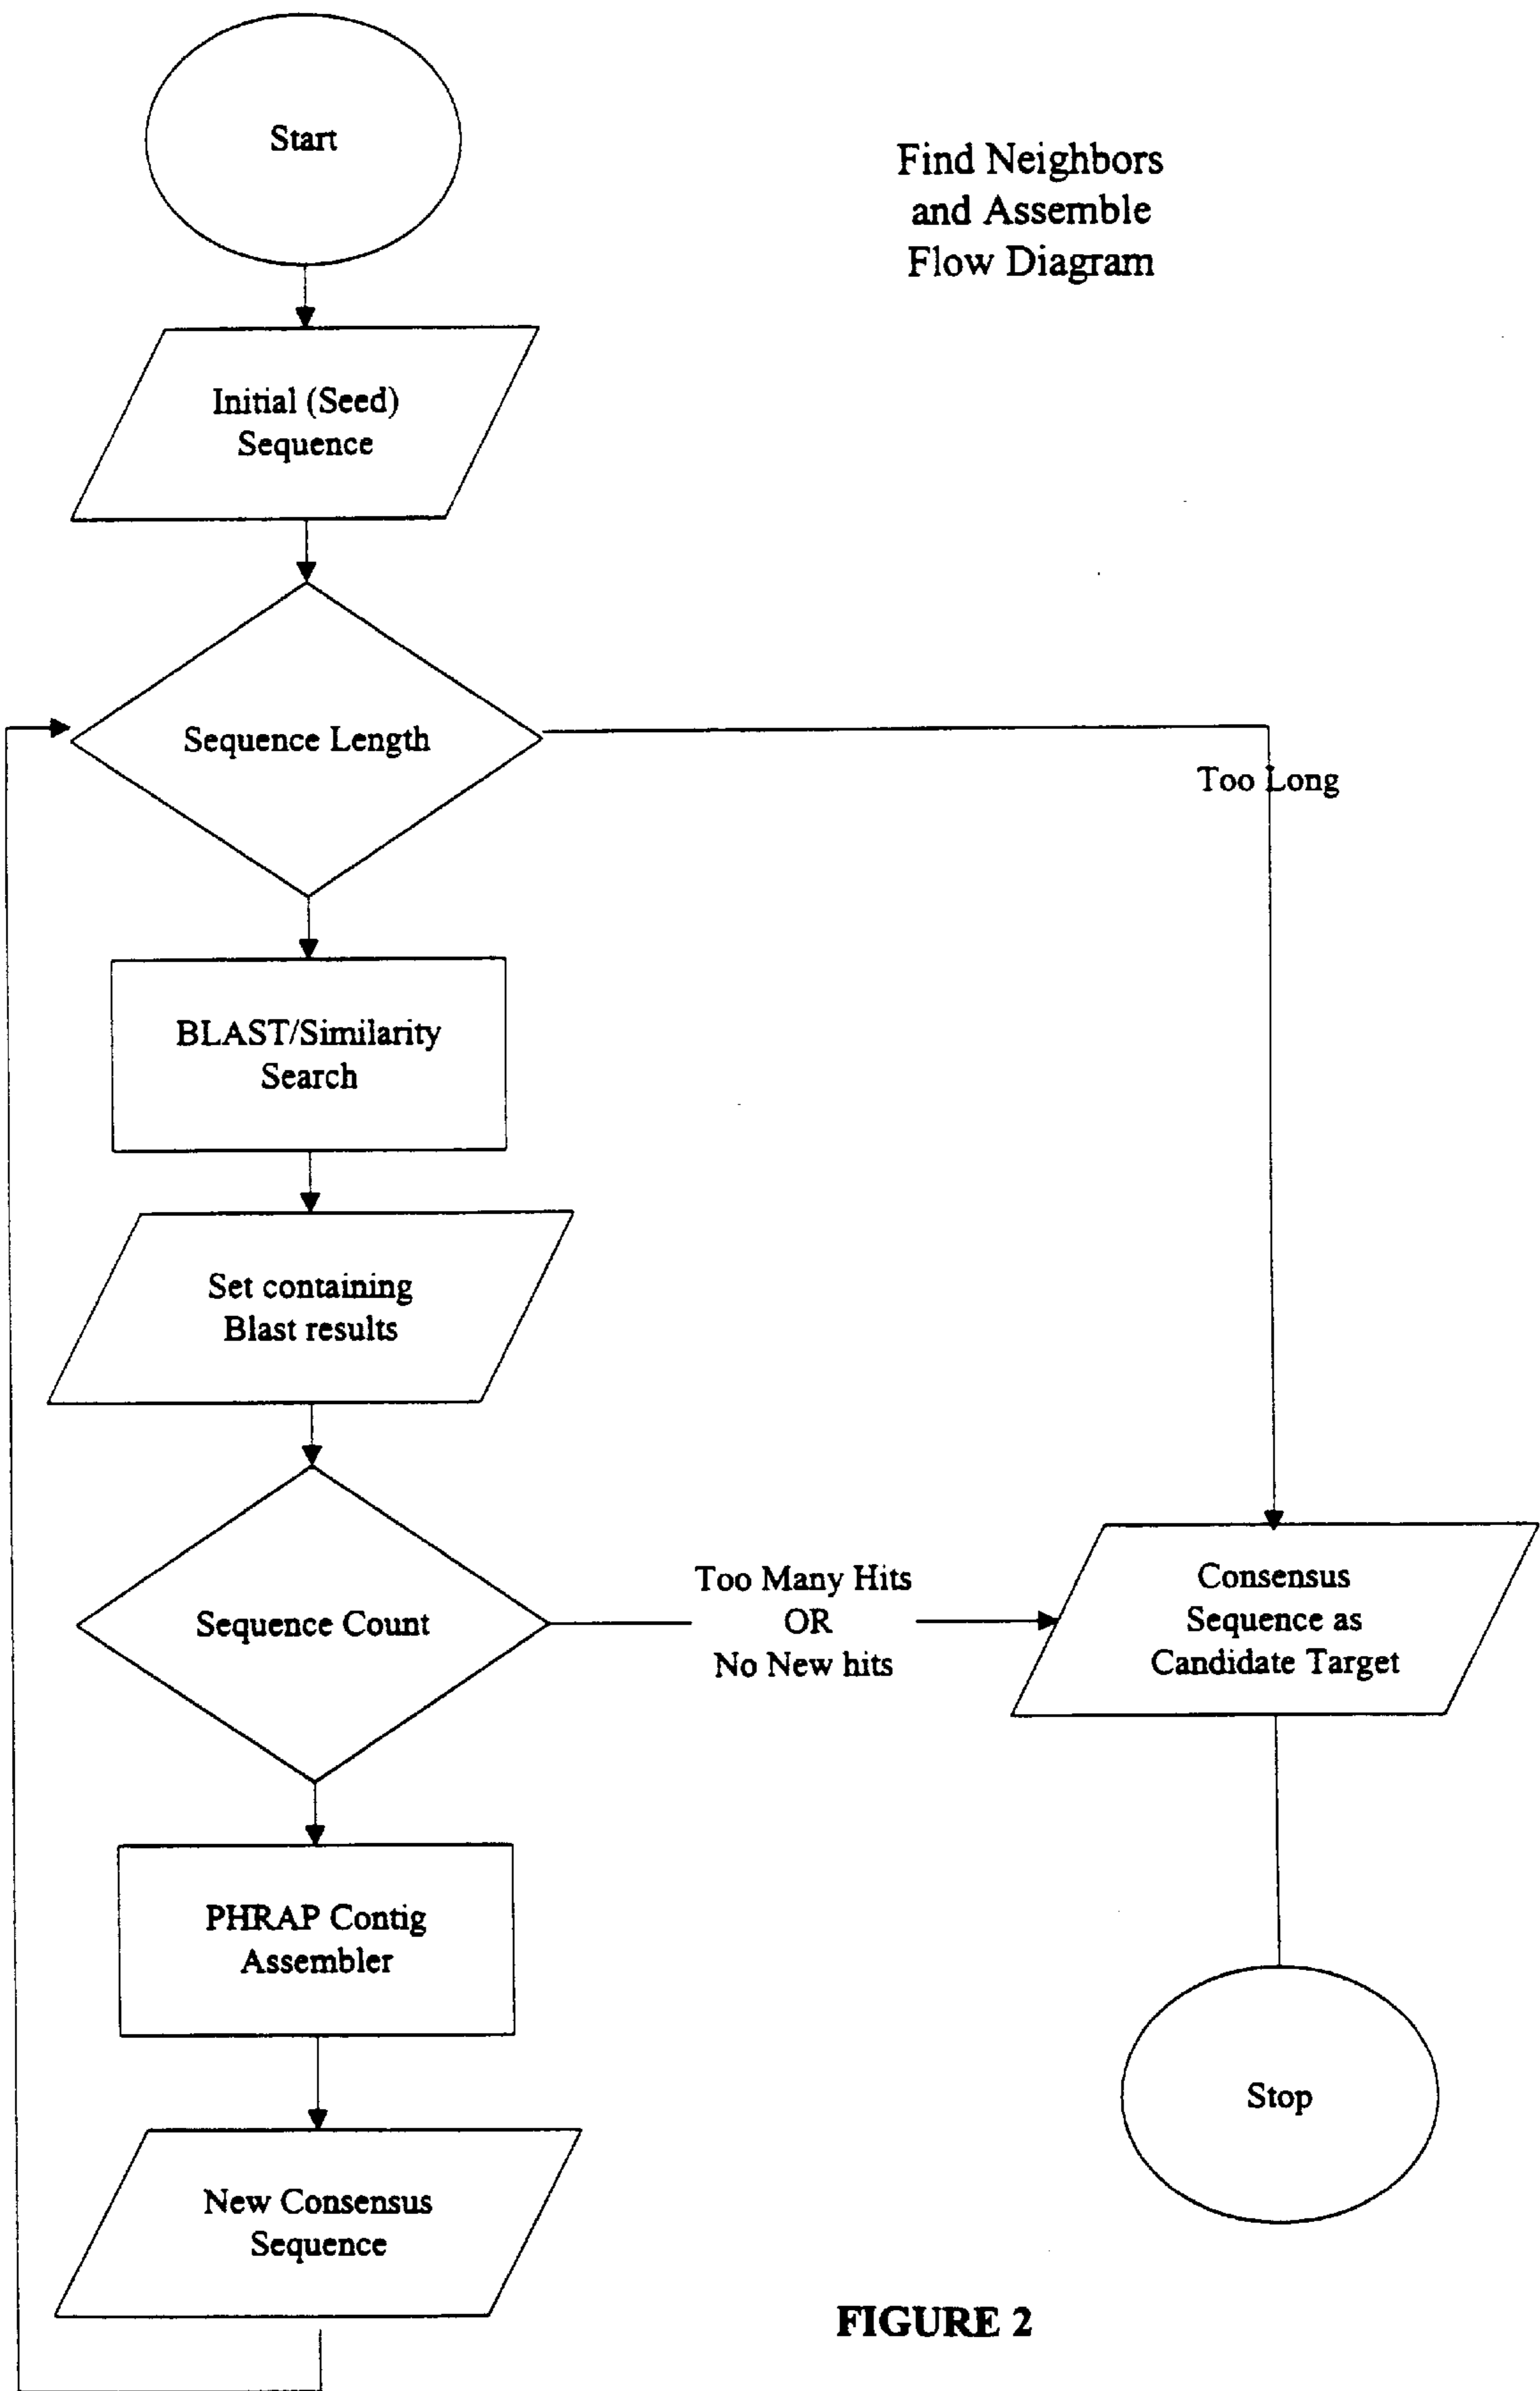 Start
Find Neighbors
and Assemble
Flow Diagram
Initial (Seed)
Sequence
Sequence Length
Too Long
BLAST/Similarity
Search
Set containing
Blast results
Sequence Count
Too Many Hits
OR
No New hits
Consensus
Sequence as
Candidate Target
PHRAP Contig
Assembler
Stop
New Consensus
Sequence
FIGURE 2